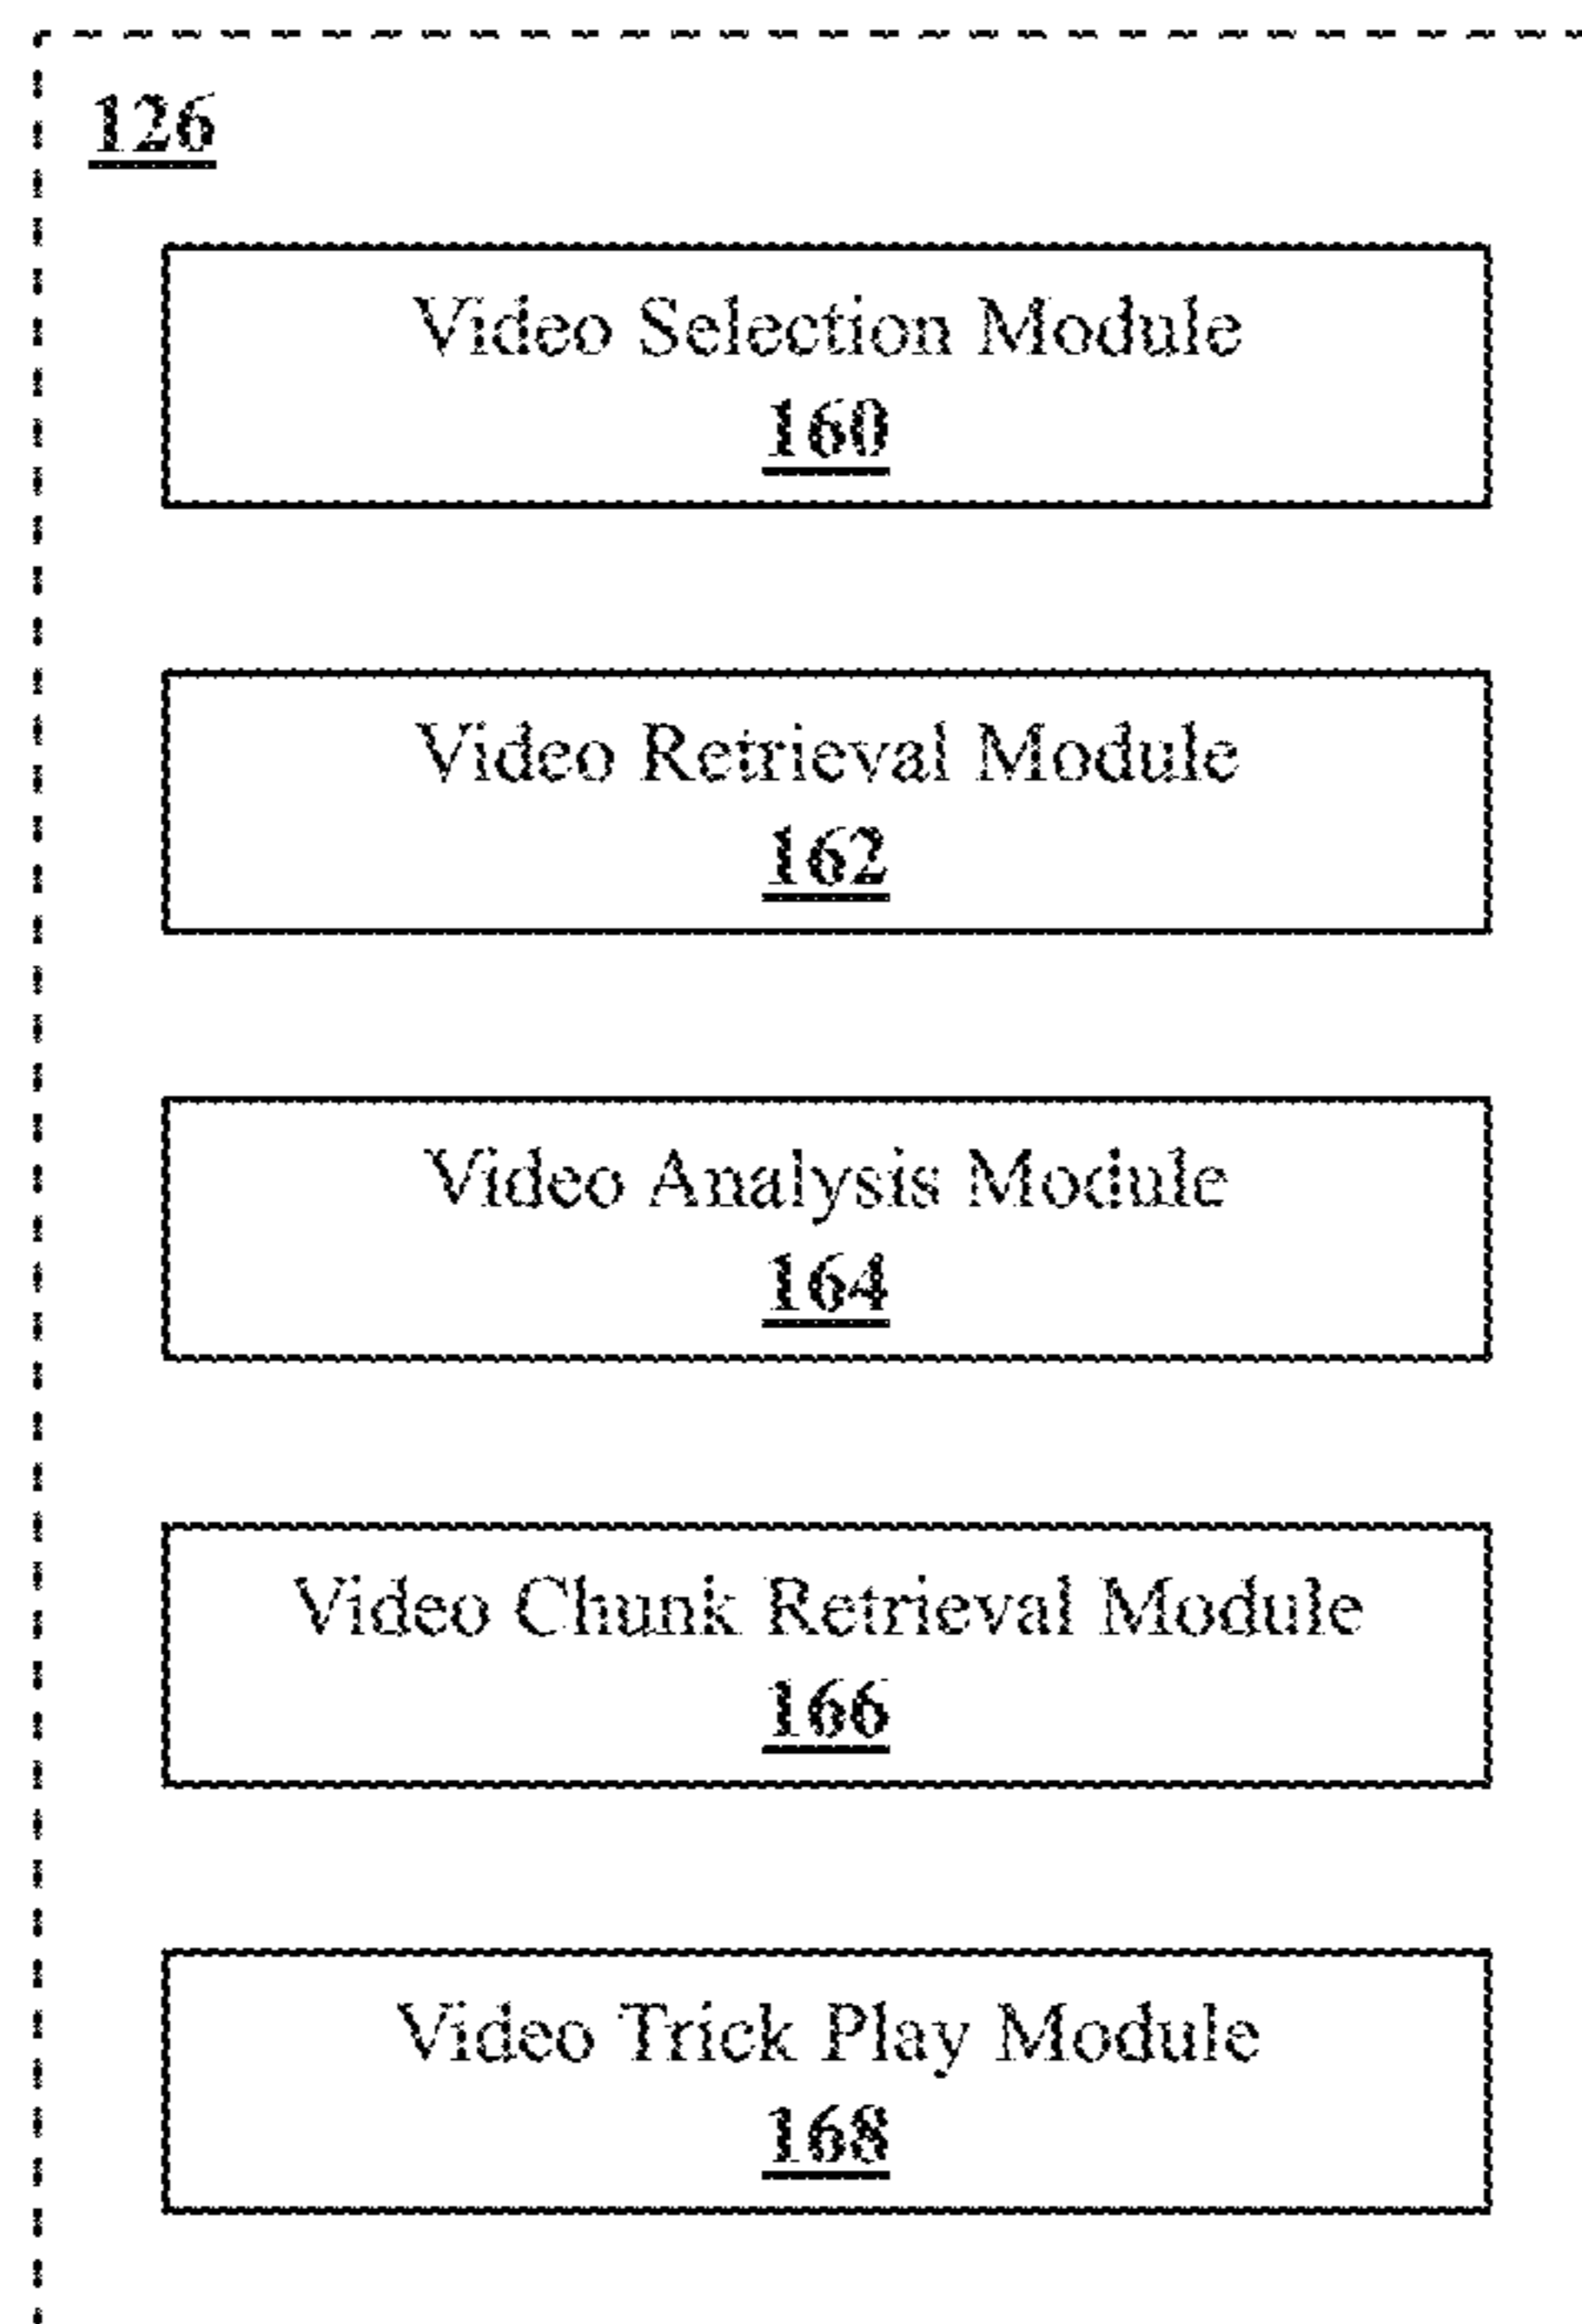 126
Video Selection Module
160
Video Retrieval Module
162
Video Analysis Module
164
Video Chunk Retrieval Module
166
Video Trick Play Module
168